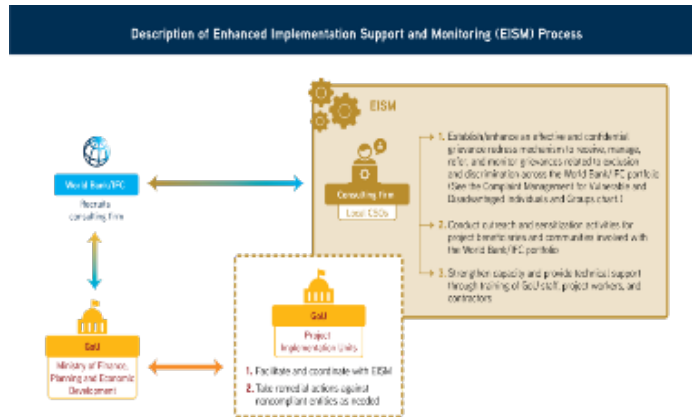 Description of Enhanced Implementation Support and Monitoring (EISM) Process
EISM
World Bank/IFC
Recruits
consulting firm
Consulting firm
Local CSOs
1. Establish/enhance an effective and confidential
grievance redress mechanism to receive, manage,
refer, and monitor grievances related to exclusion
and discrimination across the World Bank/IFC portfolio
(See the Complaint Management for Vulnerable and
Disadvantaged Individuals and Groups chart.)
2. Conduct outreach and sensitization activities for
project beneficiaries and communities involved with
the World Bank/IFC portfolio
3. Strengthen capacity and provide technical support
through training of GoU staff, project workers, and
contractors
GoU
Ministry of Finance,
Planning and Economic
Development
GoU
Project
Implementation Units
1. Facilitate and coordinate with EISM
2. Take remedial actions against
noncompliant entities as needed